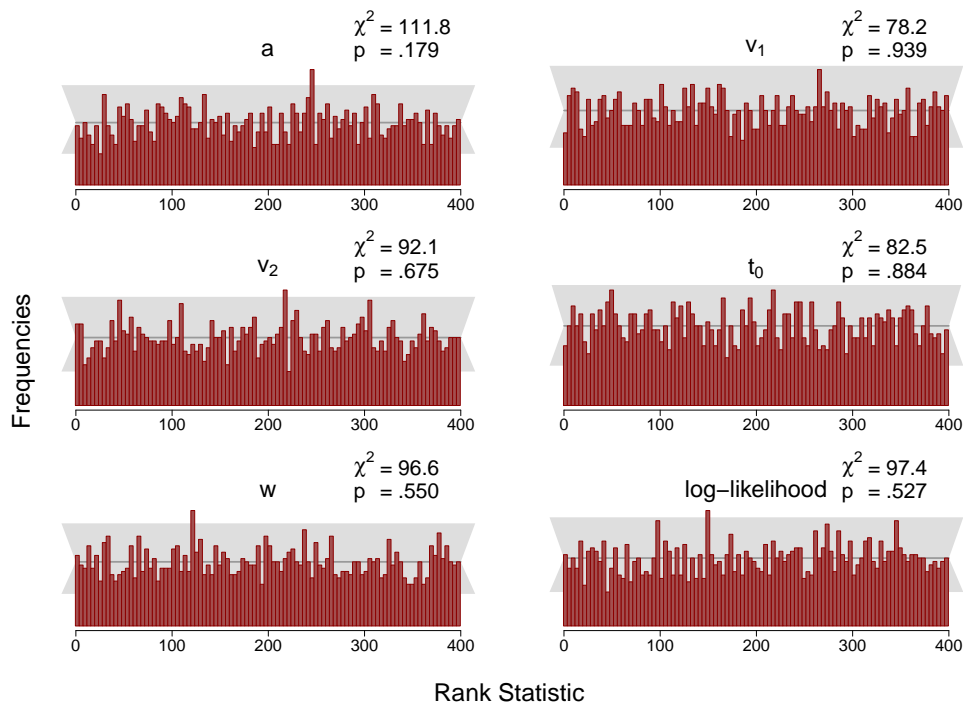 a
χ² = 111.8
p = .179
0 100 200 300 400
v₁
χ² = 78.2
p = .939
0 100 200 300 400
v₂
χ² = 92.1
p = .675
0 100 200 300 400
t₀
χ² = 82.5
p = .884
0 100 200 300 400
w
χ² = 96.6
p = .550
0 100 200 300 400
log−likelihood
χ² = 97.4
p = .527
0 100 200 300 400
Frequencies
Rank Statistic